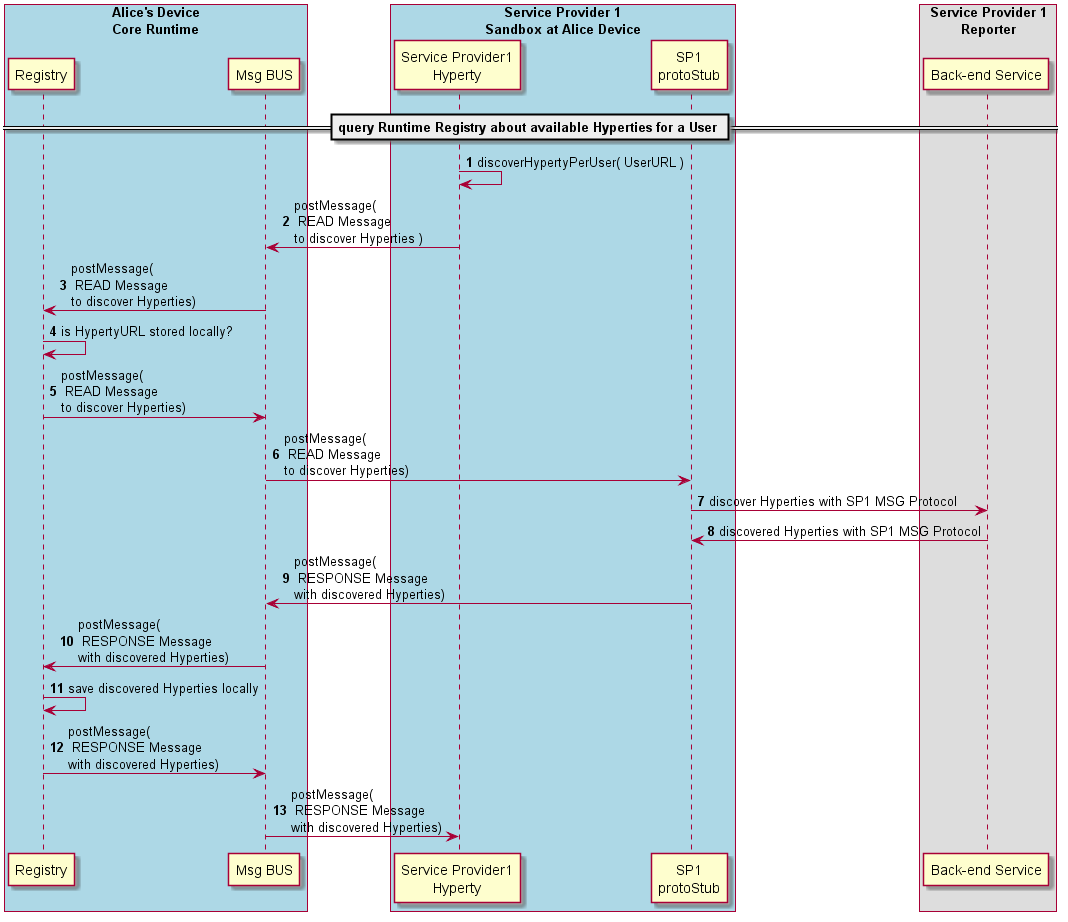 Alice's Device
Core Runtime
Service Provider 1
Sandbox at Alice Device
Service Provider 1
Reporter
Registry
Msg BUS
Service Provider1
Hyperty
SP1
protoStub
Back-end Service
query Runtime Registry about available Hyperties for a User
1 discoverHypertyPerUser( UserURL )
postMessage(
2 READ Message
to discover Hyperties )
postMessage(
3 READ Message
to discover Hyperties)
4 is HypertyURL stored locally?
postMessage(
5 READ Message
to discover Hyperties)
postMessage(
6 READ Message
to discover Hyperties)
7 discover Hyperties with SP1 MSG Protocol
8 discovered Hyperties with SP1 MSG Protocol
postMessage(
9 RESPONSE Message
with discovered Hyperties)
postMessage(
10 RESPONSE Message
with discovered Hyperties)
11 save discovered Hyperties locally
postMessage(
12 RESPONSE Message
with discovered Hyperties)
postMessage(
13 RESPONSE Message
with discovered Hyperties)
Registry
Msg BUS
Service Provider1
Hyperty
SP1
protoStub
Back-end Service